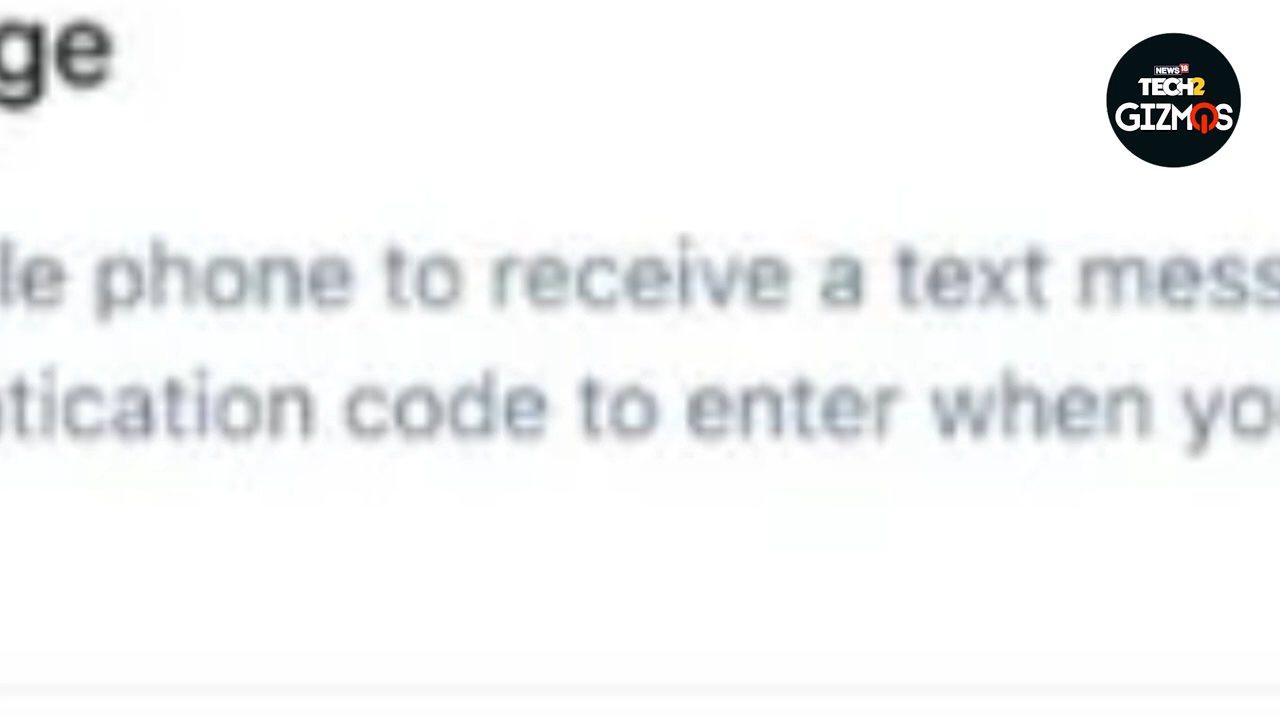 ge
NEWS18
TECH2
GIZMOS
le phone to receive a text mess
tication code to enter when yo